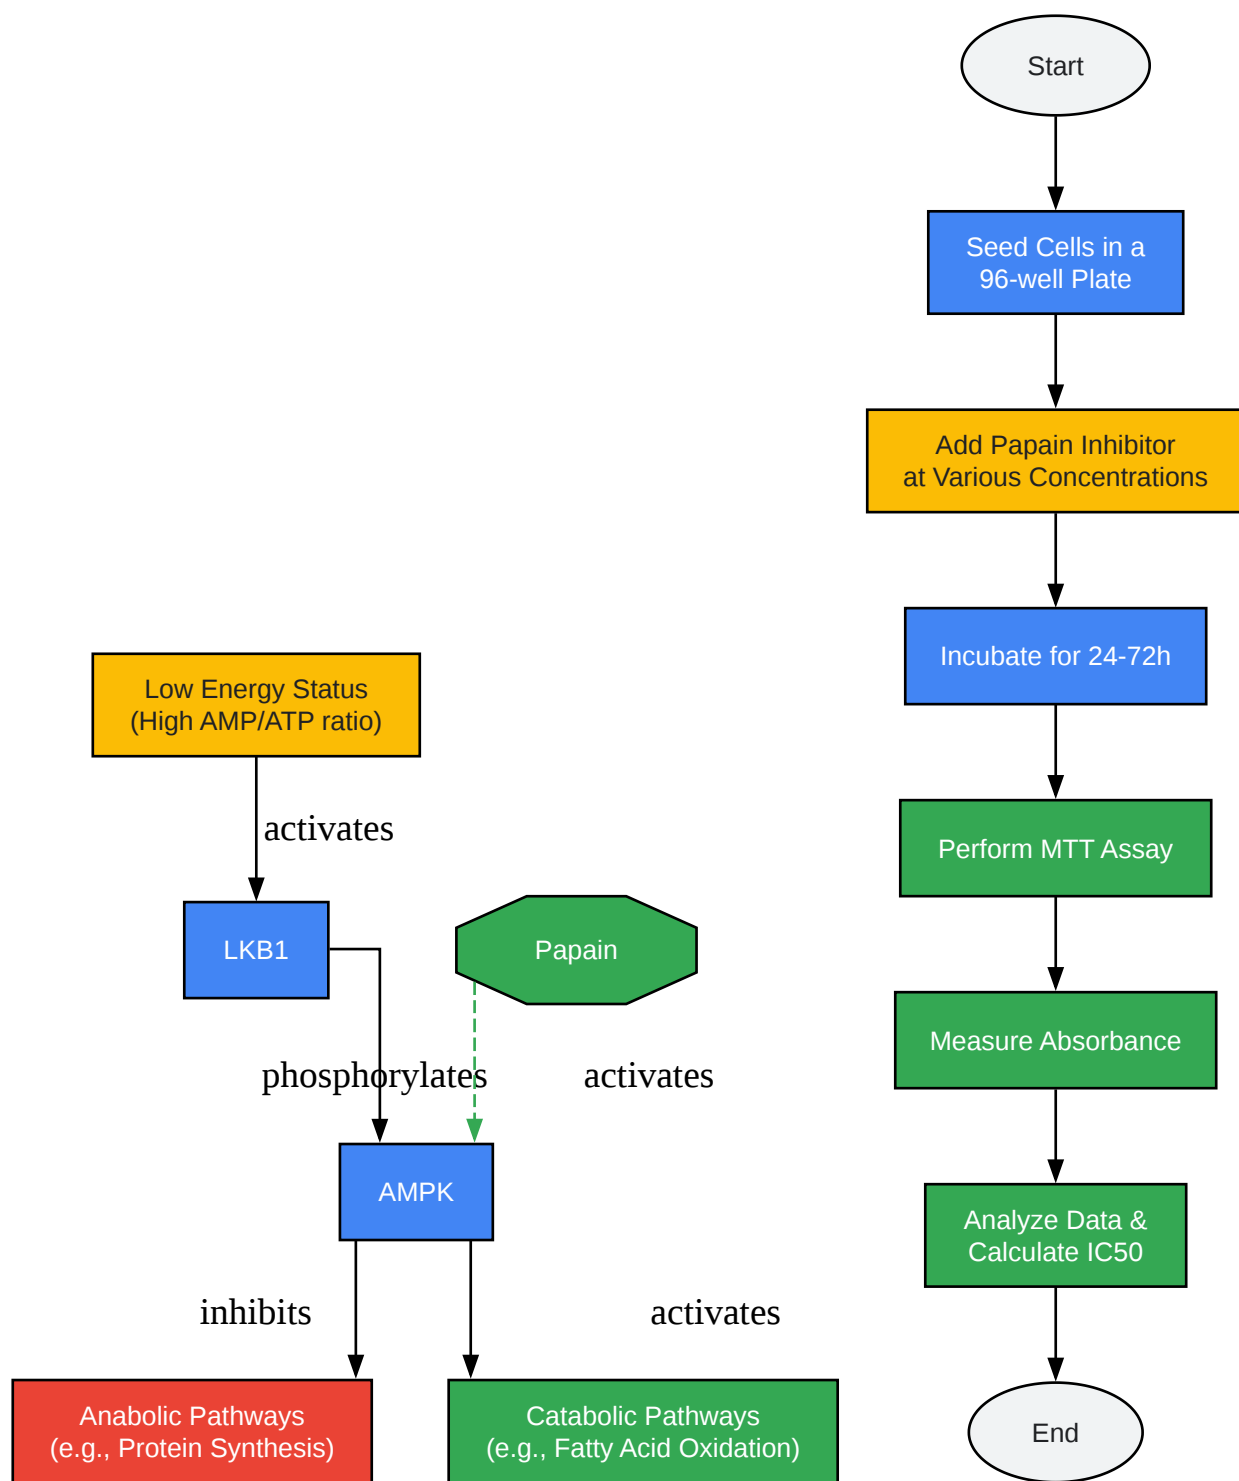 Start
Seed Cells in a
96-well Plate
Add Papain Inhibitor
at Various Concentrations
Incubate for 24-72h
Perform MTT Assay
Measure Absorbance
Analyze Data &
Calculate IC50
End
Low Energy Status
(High AMP/ATP ratio)
activates
LKB1
Papain
phosphorylates
activates
AMPK
inhibits
activates
Anabolic Pathways
(e.g., Protein Synthesis)
Catabolic Pathways
(e.g., Fatty Acid Oxidation)